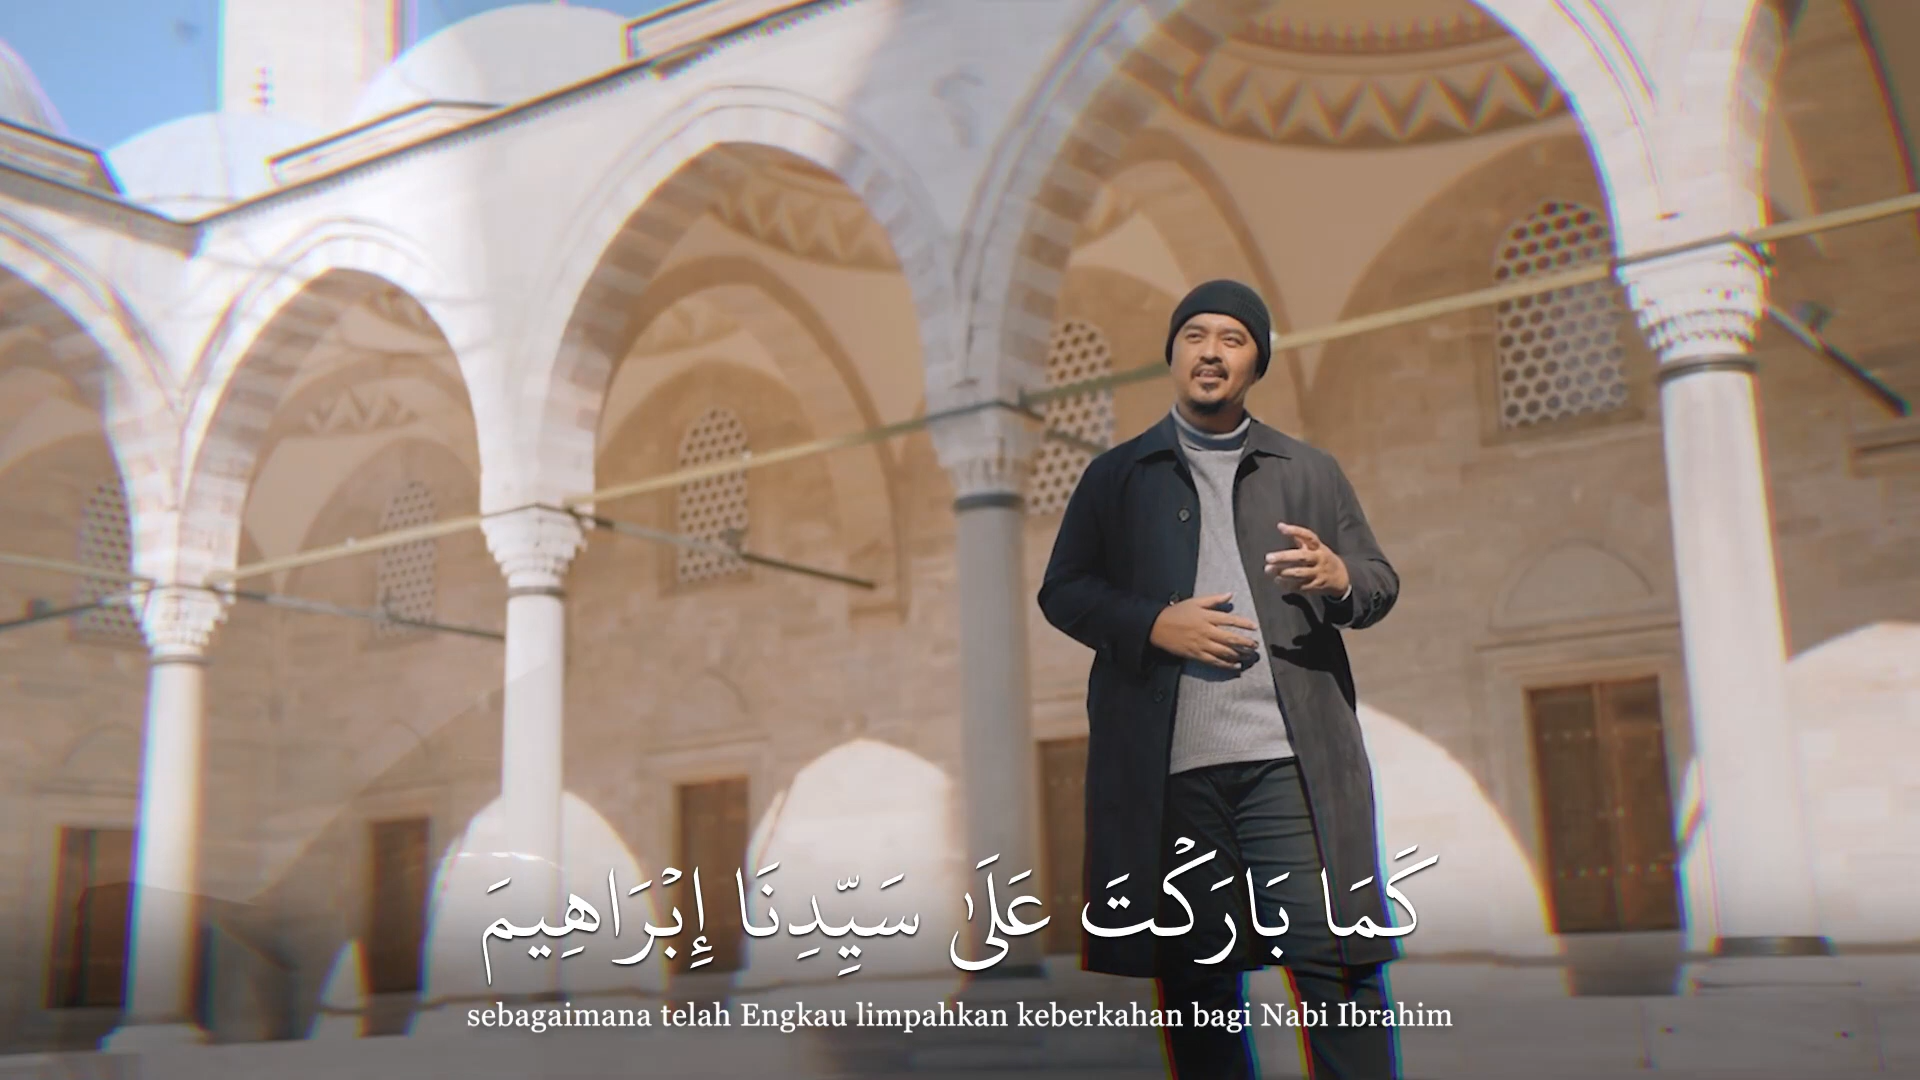 كَمَا بَارَكْتَ عَلَىٰ سَيِّدِنَا إِبْرَاهِيمَ
sebagaimana telah Engkau limpahkan keberkahan bagi Nabi Ibrahim